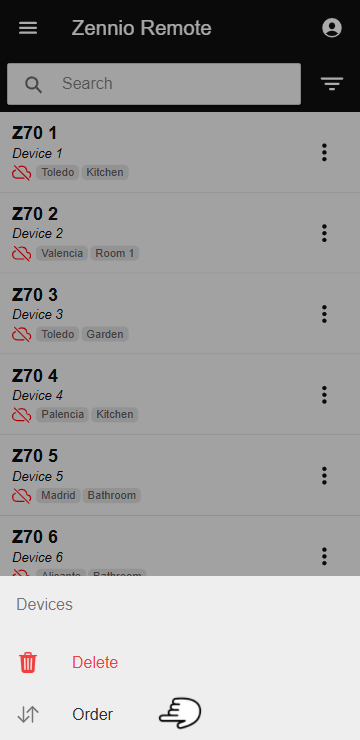 Zennio Remote
Search
Z70 1
Device 1
Toledo Kitchen
Z70 2
Device 2
Valencia Room 1
Z70 3
Device 3
Toledo Garden
Z70 4
Device 4
Palencia Kitchen
Z70 5
Device 5
Madrid Bathroom
Z70 6
Device 6
Alicante Bathroom
Devices
Delete
Order